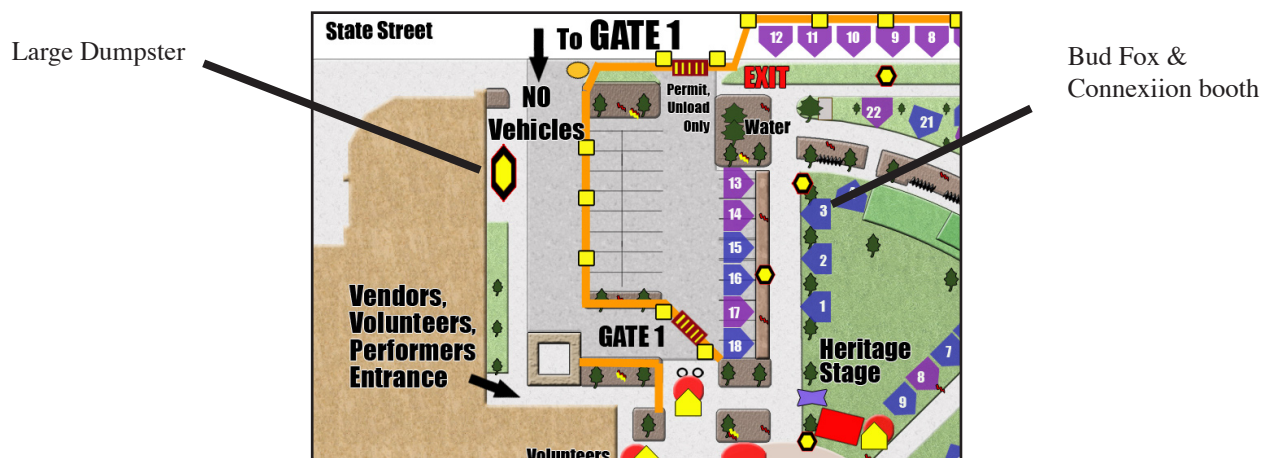 Large Dumpster
Bud Fox &
Connexiion booth
State Street
To GATE 1
12
11
10
9
8
EXIT
NO
Vehicles
Permit,
Unload
Only
Water
22
21
13
14
15
16
17
18
3
2
1
Vendors,
Volunteers,
Performers
Entrance
GATE 1
Heritage
Stage
7
8
9
Volunteers